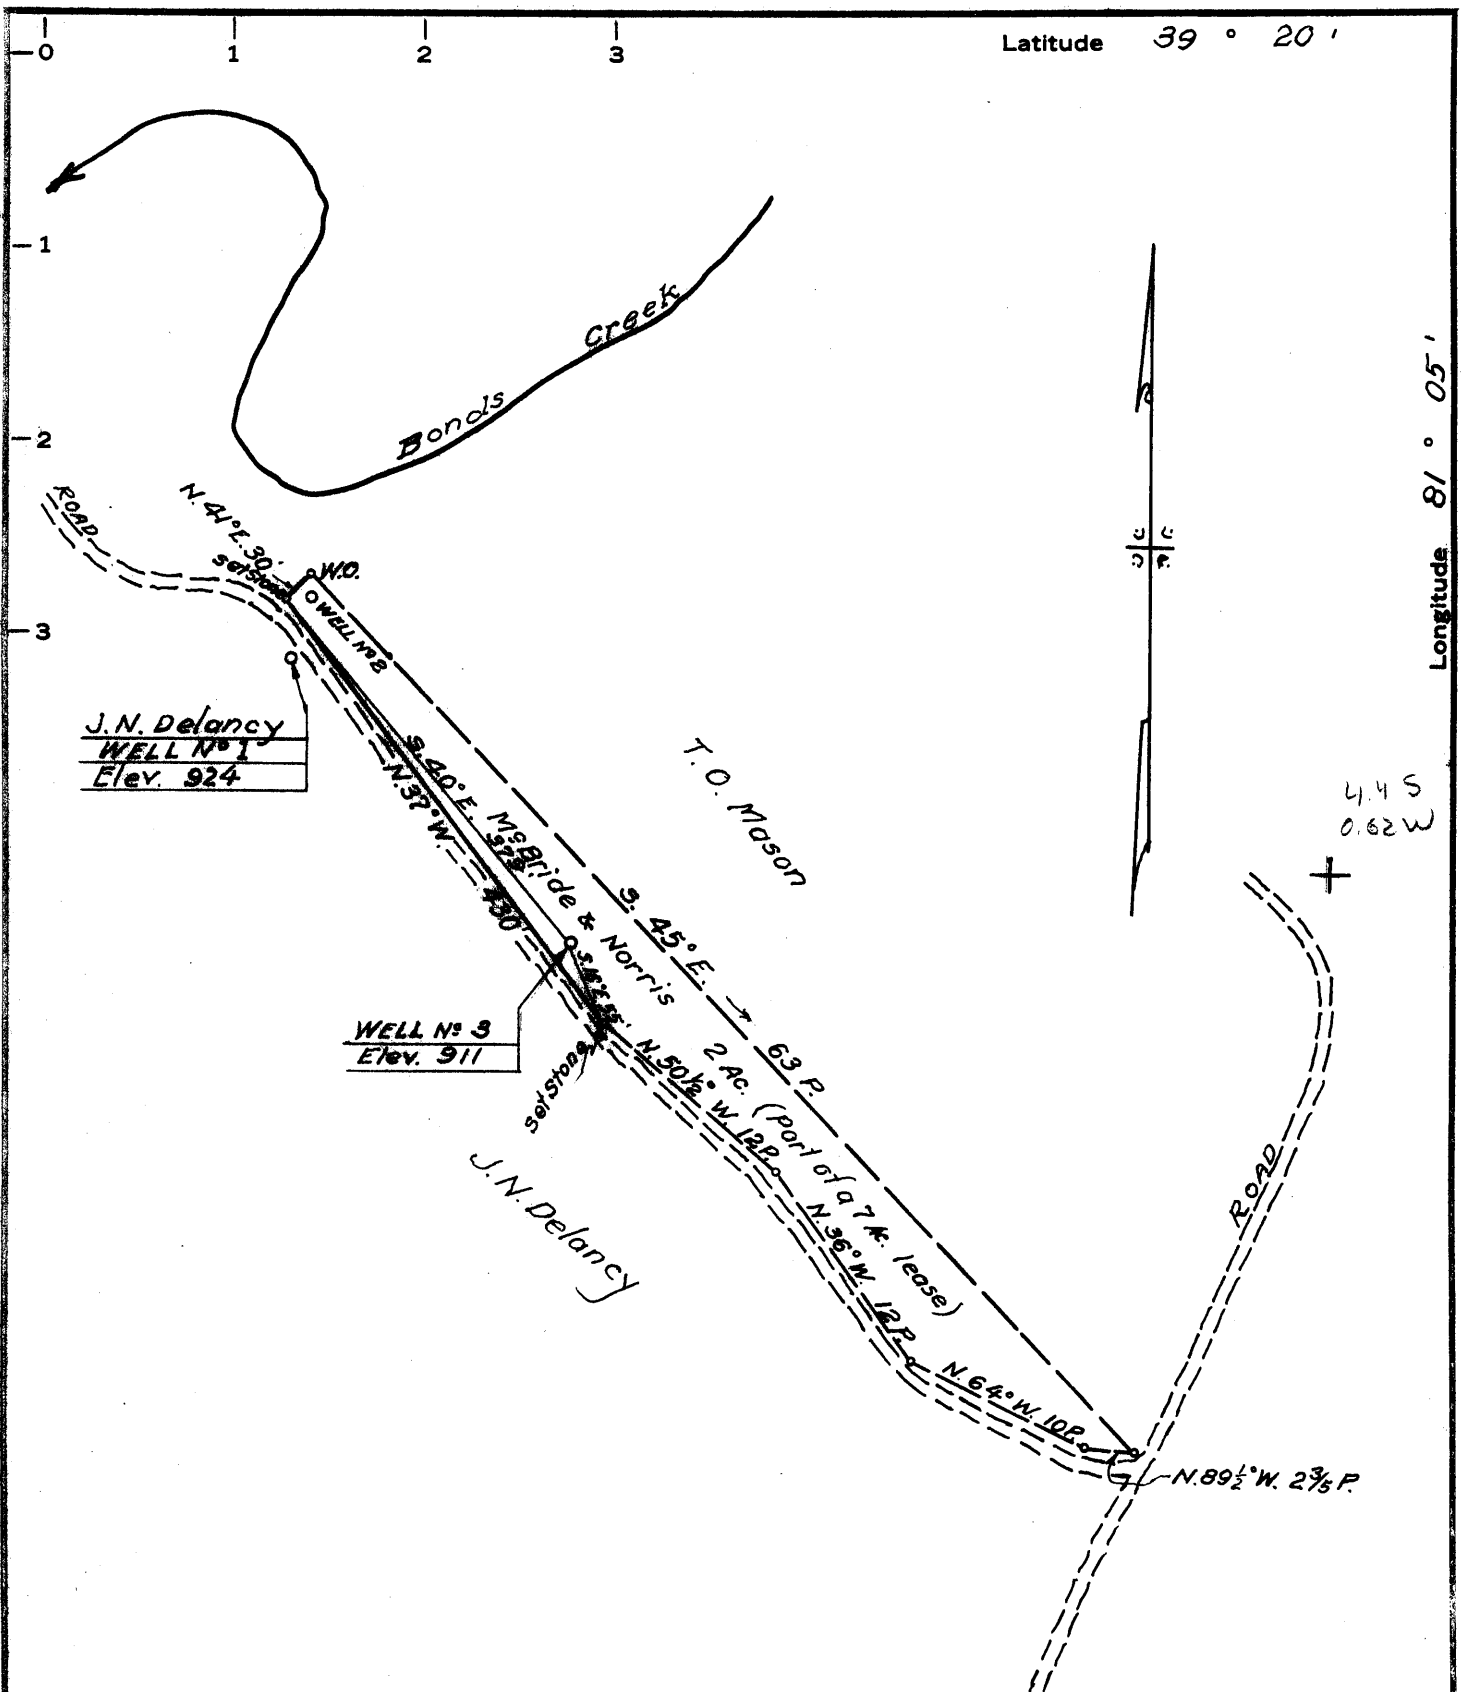 0
1
2
3
Latitude 39 ° 20 '
1
2
3
Longitude 81 ° 05 '
Bonds Creek
ROAD
N. 41° E. 30'
Set Stone
W.O.
WELL Nº 2
J. N. Delancy
WELL Nº 1
Elev. 924
S. 40° E.
N. 37° W.
430'
McBride & Norris
T. O. Mason
4.4 S
0.62 W
S. 45° E. 63 P.
WELL Nº 3
Elev. 911
Set Stone
2 Ac. (part of a 7 Ac. lease)
N. 50½° W. 12 P.
J. N. Delancy
N. 36° W. 12 P.
ROAD
N. 64° W. 10 P.
N. 89½° W. 2⅗ P.